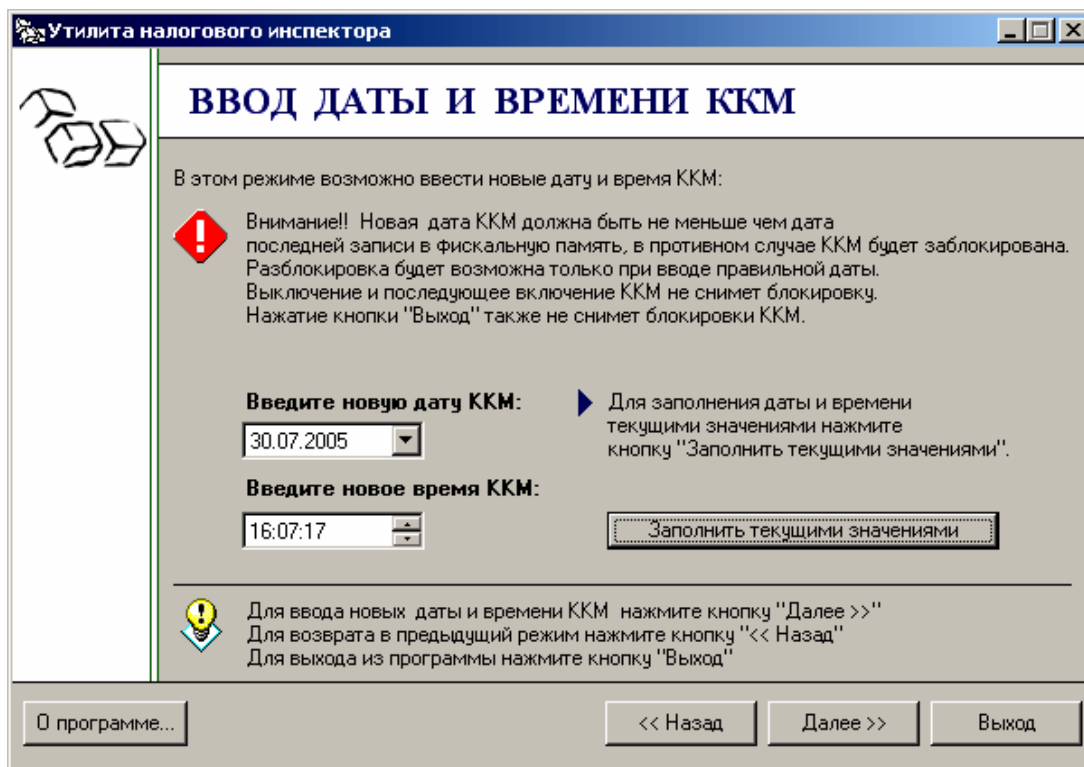 Утилита налогового инспектора
ВВОД ДАТЫ И ВРЕМЕНИ ККМ
В этом режиме возможно ввести новые дату и время ККМ:
Внимание!! Новая дата ККМ должна быть не меньше чем дата
последней записи в фискальную память, в противном случае ККМ будет заблокирована.
Разблокировка будет возможна только при вводе правильной даты.
Выключение и последующее включение ККМ не снимет блокировку.
Нажатие кнопки "Выход" также не снимет блокировки ККМ.
Введите новую дату ККМ:
30.07.2005
Для заполнения даты и времени
текущими значениями нажмите
кнопку "Заполнить текущими значениями".
Введите новое время ККМ:
16:07:17
Заполнить текущими значениями
Для ввода новых даты и времени ККМ нажмите кнопку "Далее >>"
Для возврата в предыдущий режим нажмите кнопку "<< Назад"
Для выхода из программы нажмите кнопку "Выход"
О программе...
<< Назад
Далее >>
Выход